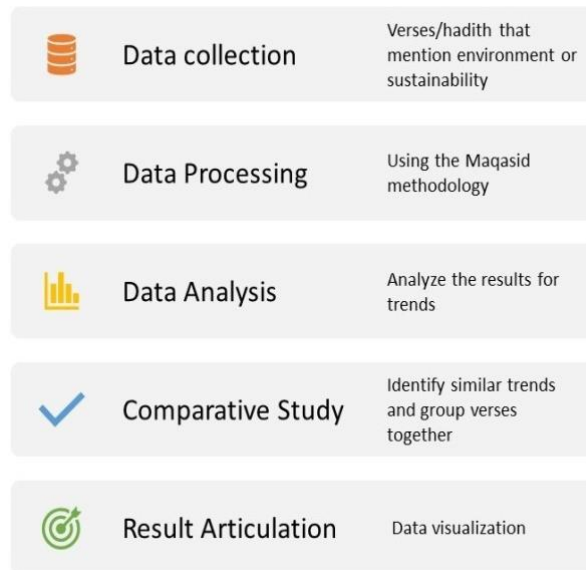 Data collection
Verses/hadith that
mention environment or
sustainability
Data Processing
Using the Maqasid
methodology
Data Analysis
Analyze the results for
trends
Comparative Study
Identify similar trends
and group verses
together
Result Articulation
Data visualization